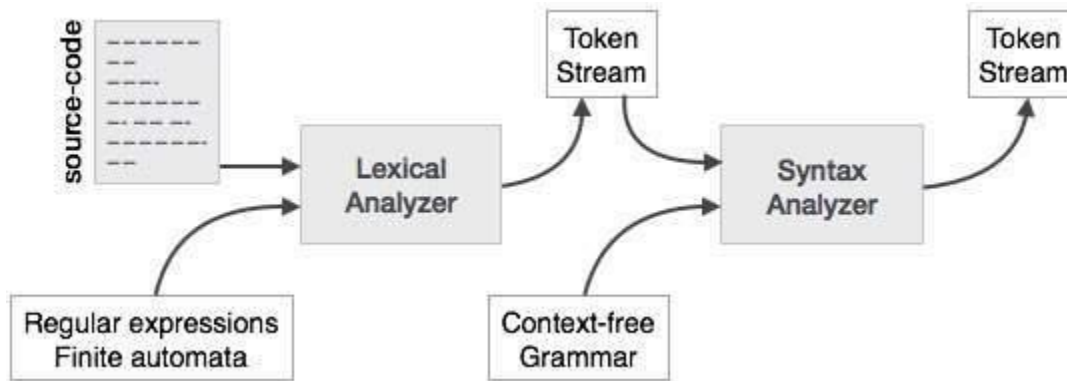 source-code
Token
Stream
Token
Stream
Lexical
Analyzer
Syntax
Analyzer
Regular expressions
Finite automata
Context-free
Grammar